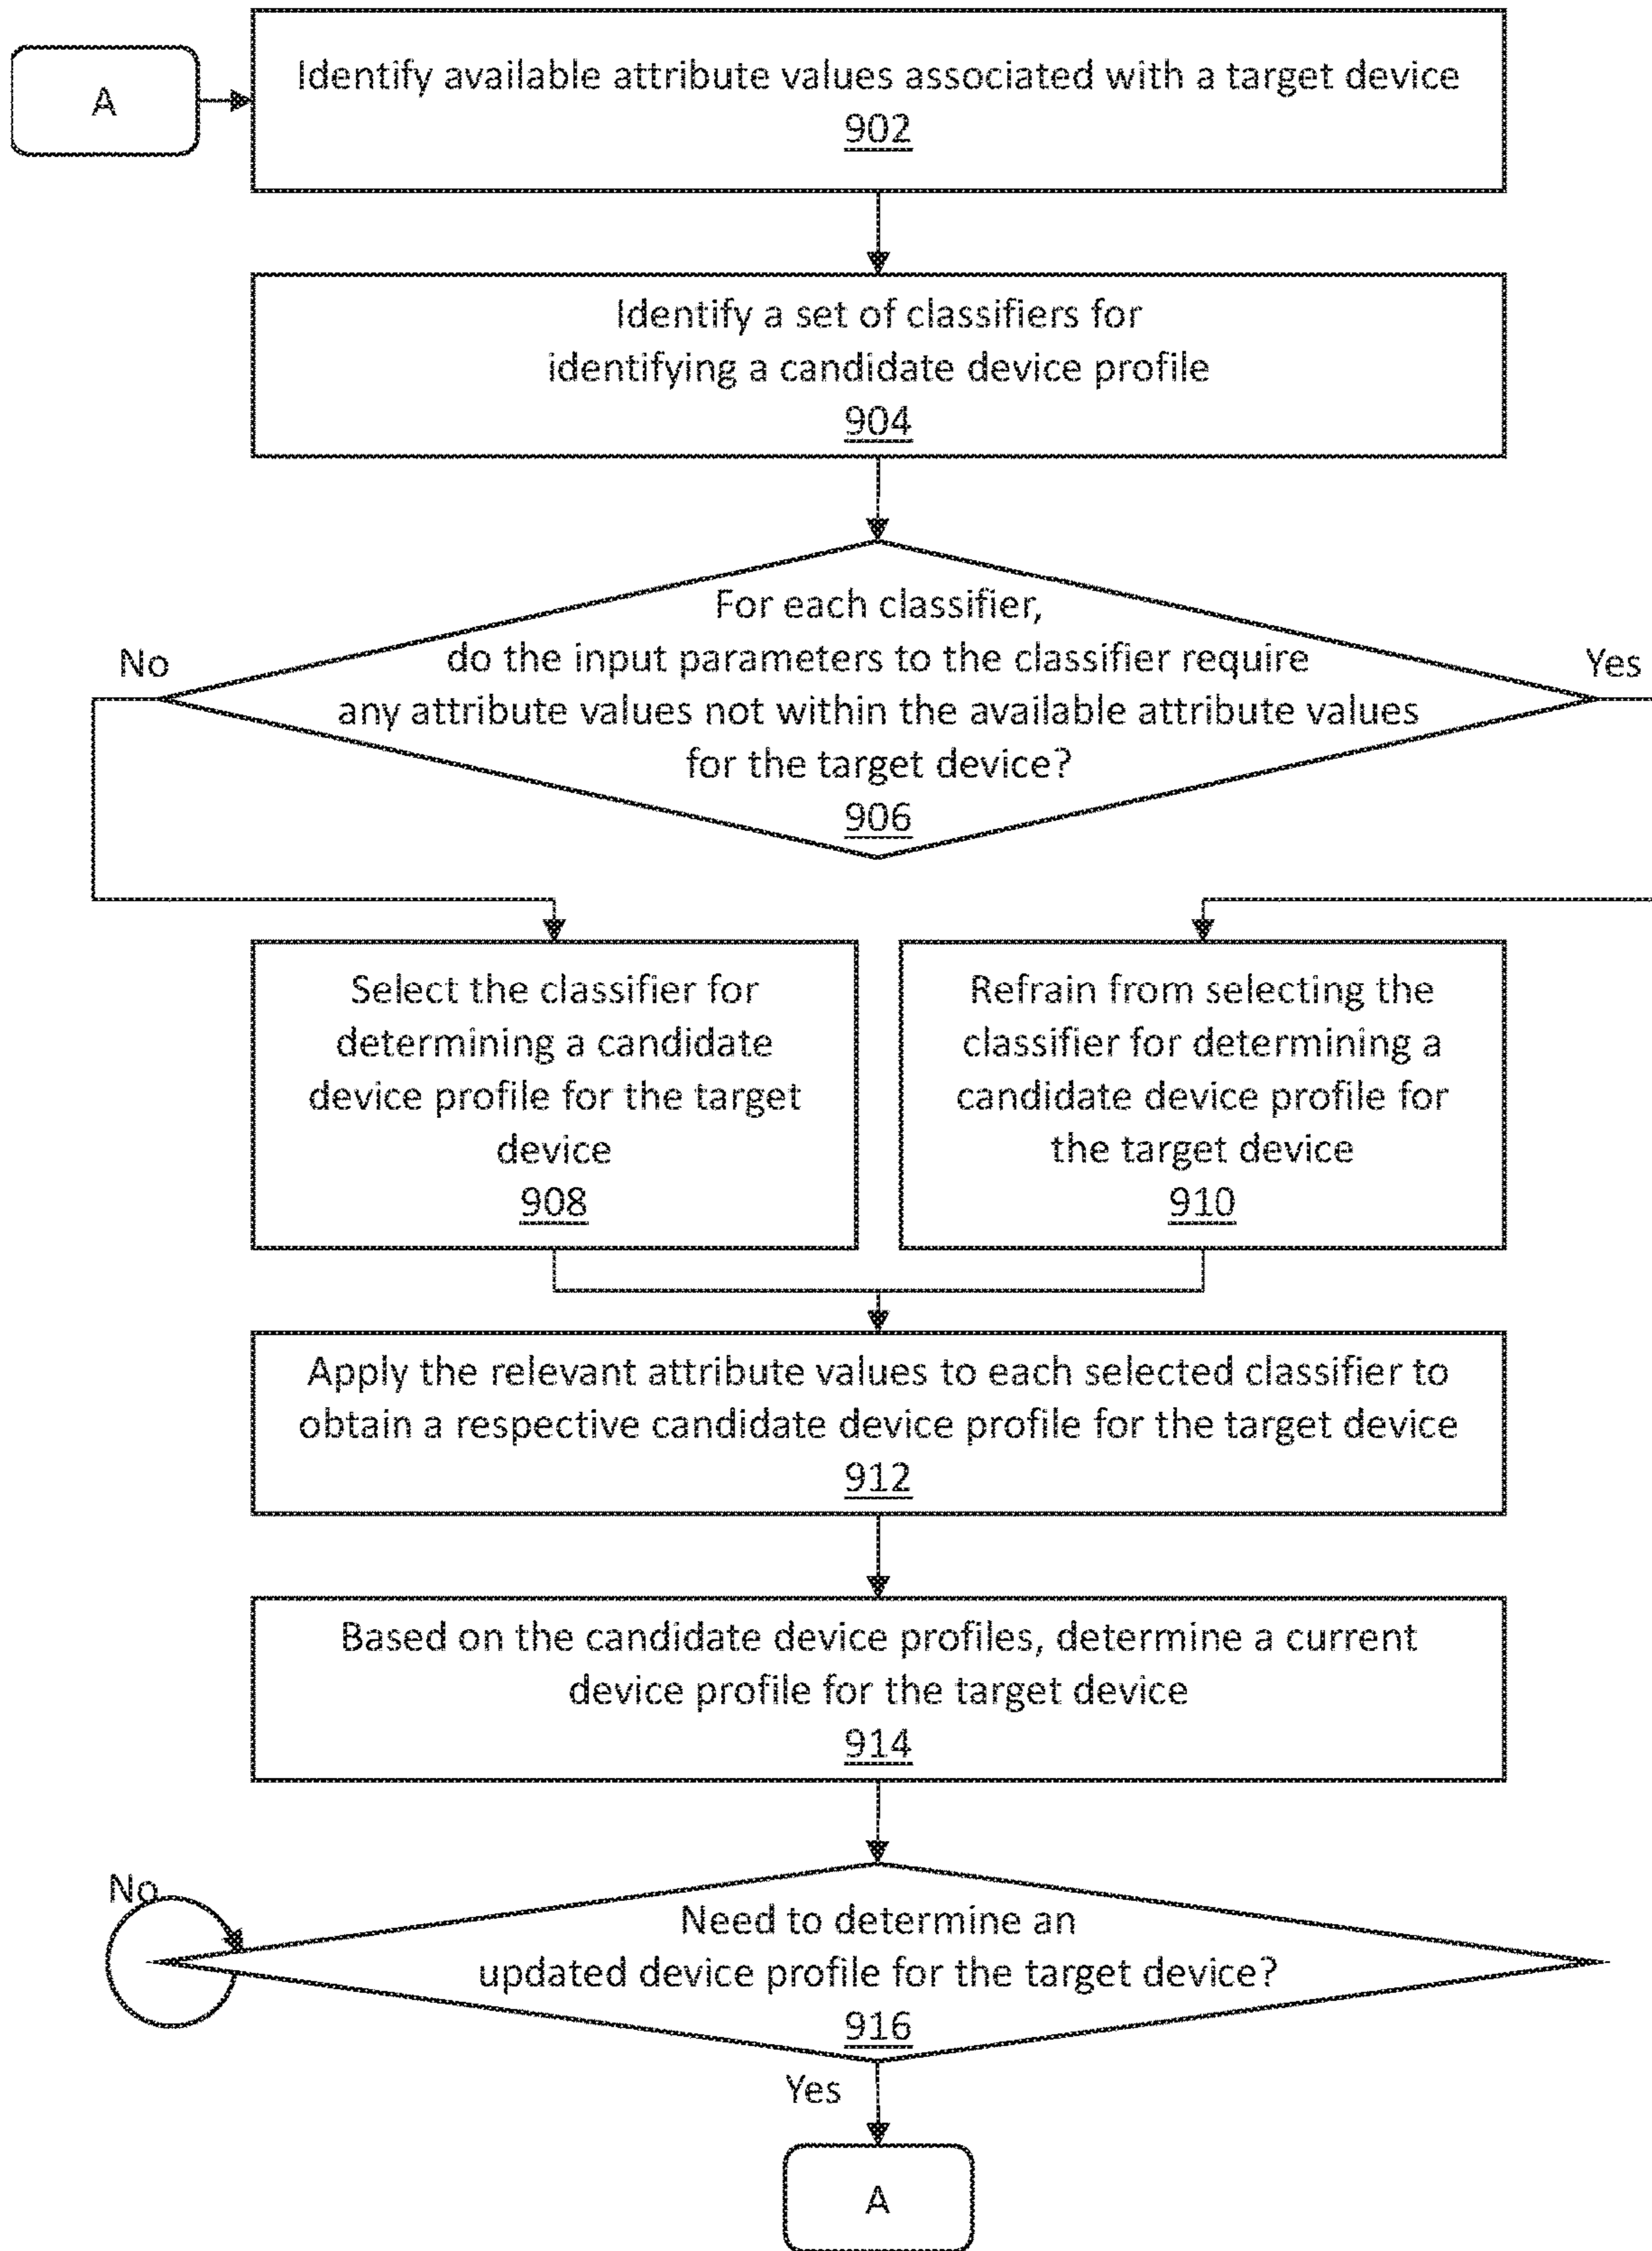 A
Identify available attribute values associated with a target device
902
Identify a set of classifiers for
identifying a candidate device profile
904
For each classifier,
do the input parameters to the classifier require
any attribute values not within the available attribute values
for the target device?
906
No
Yes
Select the classifier for
determining a candidate
device profile for the target
device
908
Refrain from selecting the
classifier for determining a
candidate device profile for
the target device
910
Apply the relevant attribute values to each selected classifier to
obtain a respective candidate device profile for the target device
912
Based on the candidate device profiles, determine a current
device profile for the target device
914
No
Need to determine an
updated device profile for the target device?
916
Yes
A